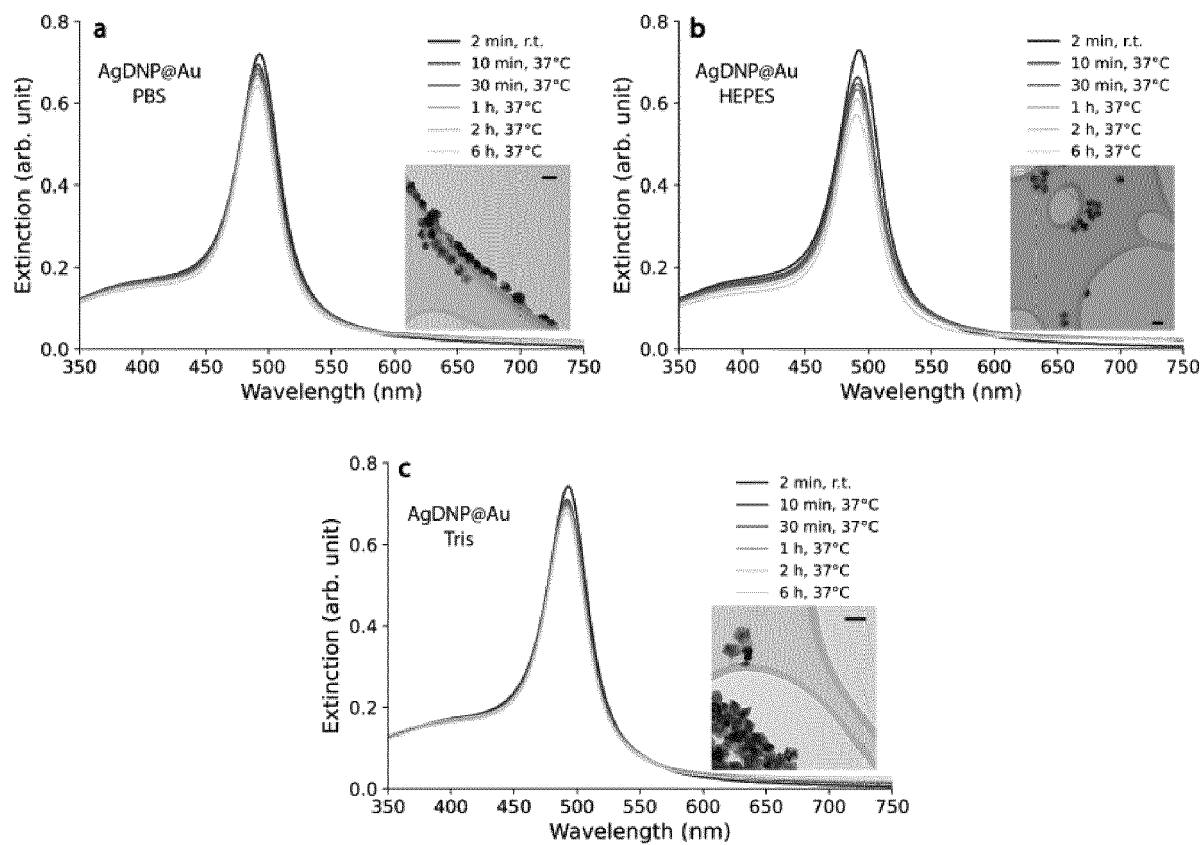 a
AgDNP@Au
PBS
2 min, r.t.
10 min, 37°C
30 min, 37°C
1 h, 37°C
2 h, 37°C
6 h, 37°C
Extinction (arb. unit)
0.8
0.6
0.4
0.2
0.0
350 400 450 500 550 600 650 700 750
Wavelength (nm)
b
AgDNP@Au
HEPES
2 min, r.t.
10 min, 37°C
30 min, 37°C
1 h, 37°C
2 h, 37°C
6 h, 37°C
Extinction (arb. unit)
0.8
0.6
0.4
0.2
0.0
350 400 450 500 550 600 650 700 750
Wavelength (nm)
c
AgDNP@Au
Tris
2 min, r.t.
10 min, 37°C
30 min, 37°C
1 h, 37°C
2 h, 37°C
6 h, 37°C
Extinction (arb. unit)
0.8
0.6
0.4
0.2
0.0
350 400 450 500 550 600 650 700 750
Wavelength (nm)